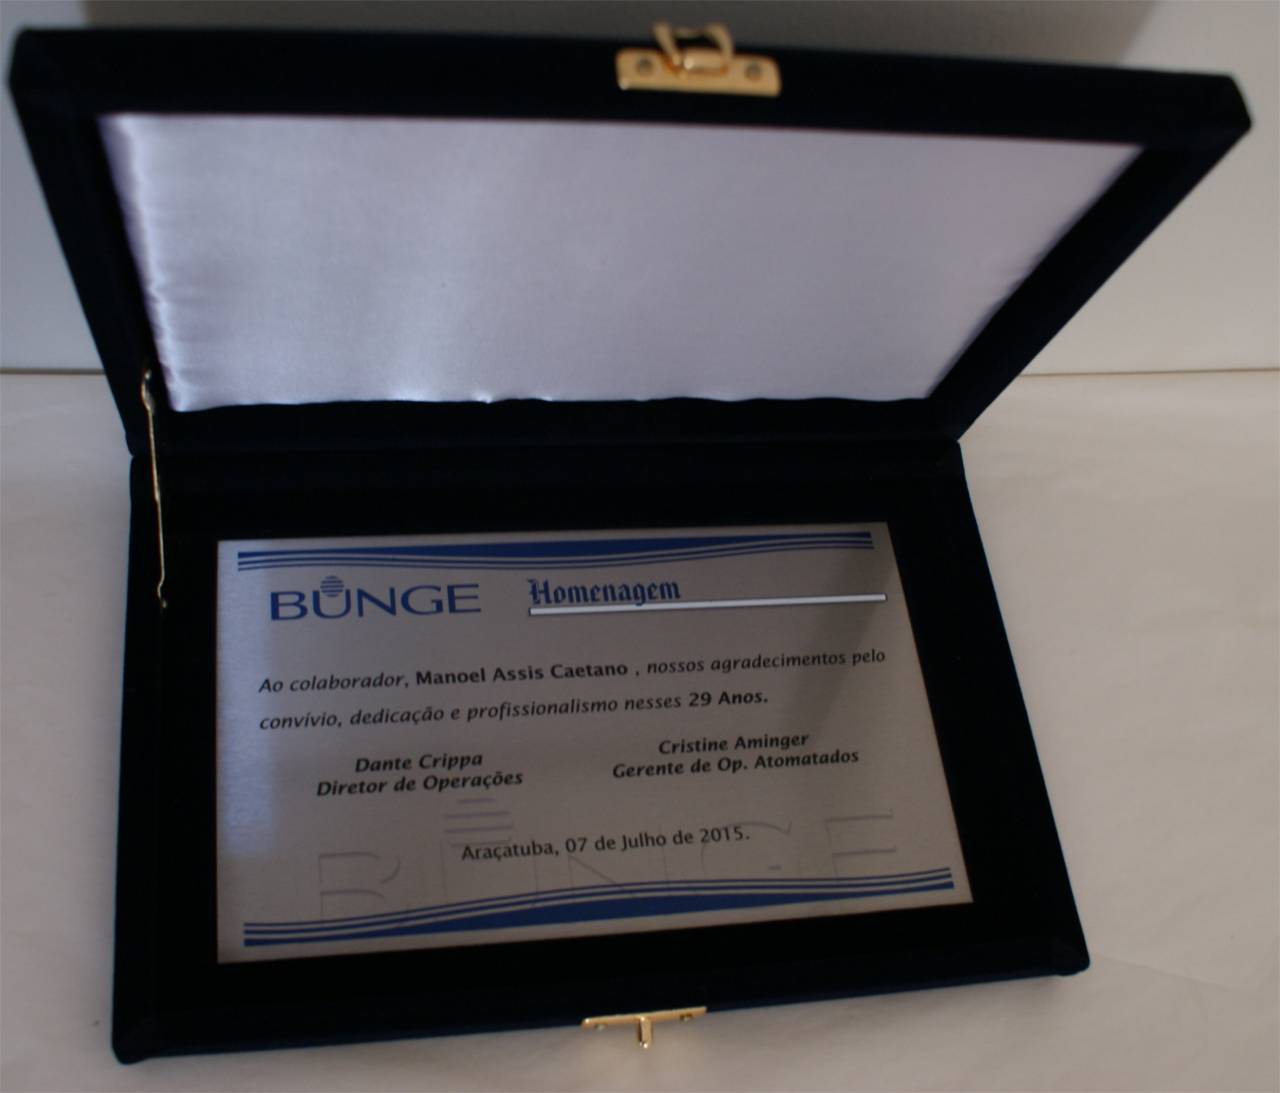 BUNGE Homenagem
Ao colaborador, Manoel Assis Caetano , nossos agradecimentos pelo
convívio, dedicação e profissionalismo nesses 29 Anos.
Dante Crippa
Diretor de Operações
Cristine Aminger
Gerente de Op. Atomatados
BUNGE
Araçatuba, 07 de Julho de 2015.